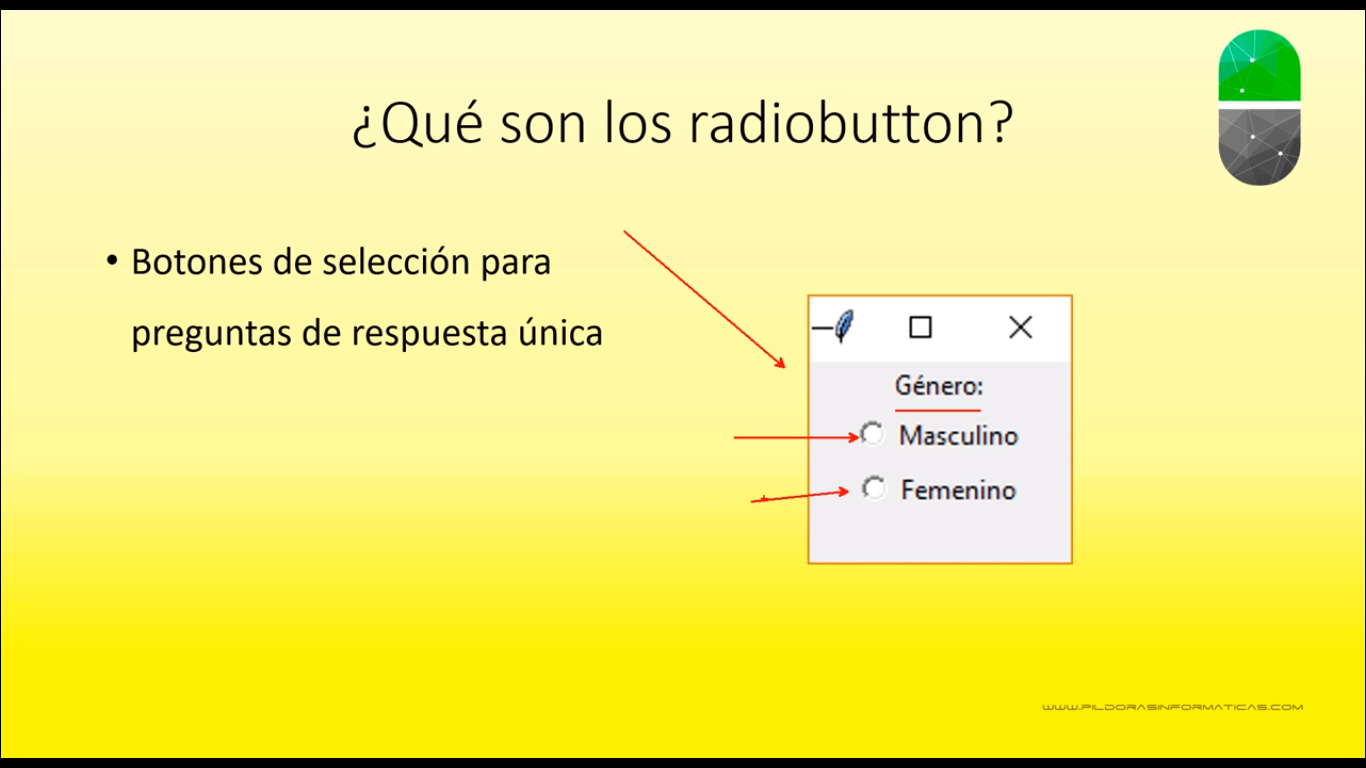 ¿Qué son los radiobutton?
• Botones de selección para
preguntas de respuesta única
Género:
Masculino
Femenino
WWW.PILDORASINFORMATICAS.COM